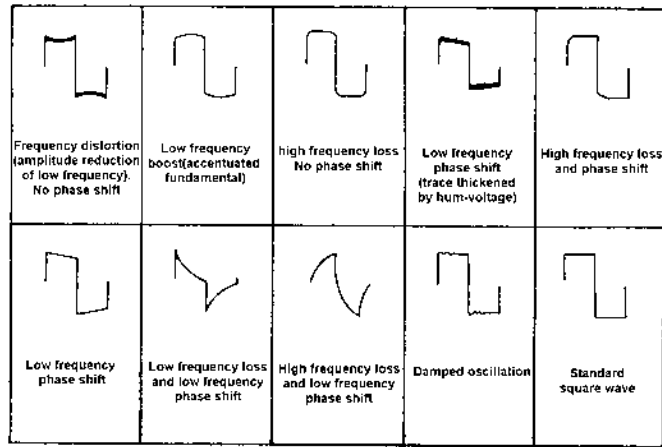 Frequency distortion
(amplitude reduction
of low frequency).
No phase shift
Low frequency
boost(accentuated
fundamental)
high frequency loss
No phase shift
Low frequency
phase shift
(trace thickened
by hum-voltage)
High frequency loss
and phase shift
Low frequency
phase shift
Low frequency loss
and low frequency
phase shift
High frequency loss
and low frequency
phase shift
Damped oscillation
Standard
square wave